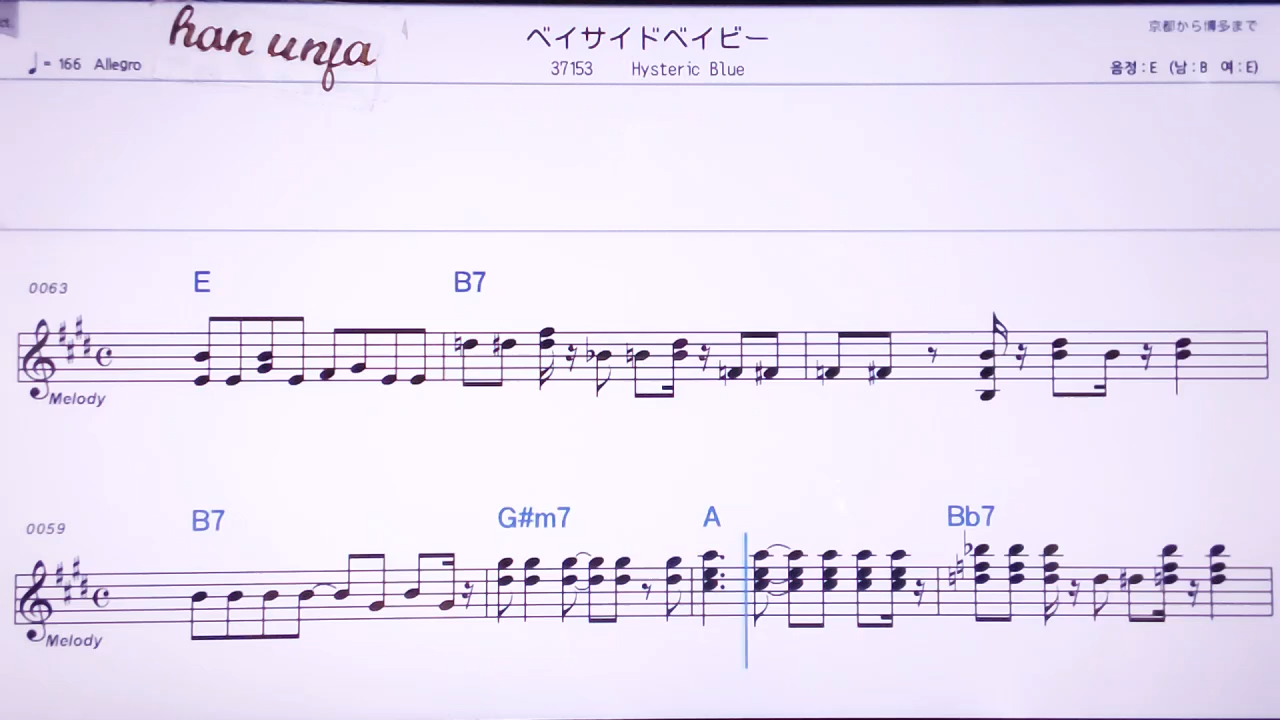 han unfa
ベイサイドベイビー
京都から博多まで
♩= 166 Allegro
37153 Hysteric Blue
음정 : E (남 : B 여 : E)
E B7
0063
Melody
B7 G#m7 A Bb7
0059
Melody